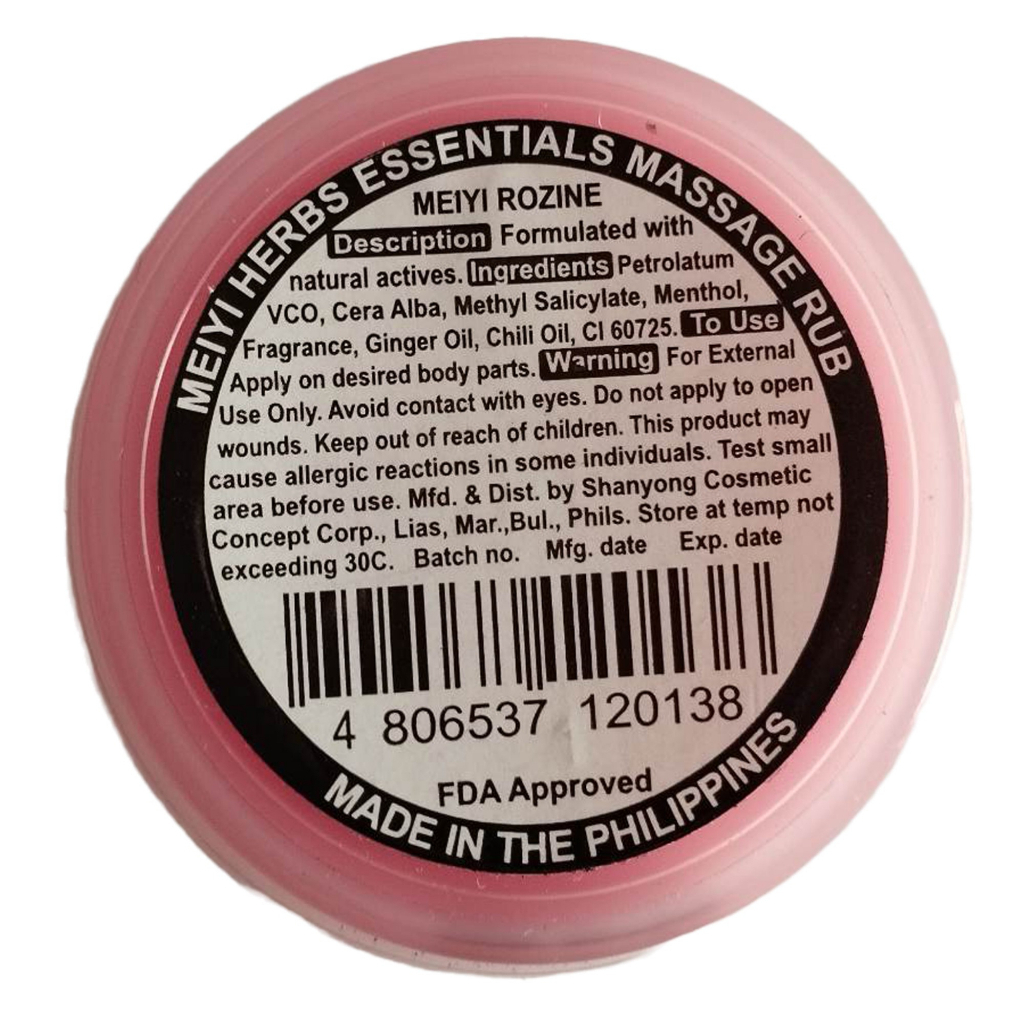 MEIYI HERBS ESSENTIALS MASSAGE RUB
MEIYI ROZINE
Description Formulated with
natural actives. Ingredients Petrolatum
VCO, Cera Alba, Methyl Salicylate, Menthol,
Fragrance, Ginger Oil, Chili Oil, CI 60725. To Use
Apply on desired body parts. Warning For External
Use Only. Avoid contact with eyes. Do not apply to open
wounds. Keep out of reach of children. This product may
cause allergic reactions in some individuals. Test small
area before use. Mfd. & Dist. by Shanyong Cosmetic
Concept Corp., Lias, Mar.,Bul., Phils. Store at temp not
exceeding 30C. Batch no. Mfg. date Exp. date
4 806537 120138
FDA Approved
MADE IN THE PHILIPPINES